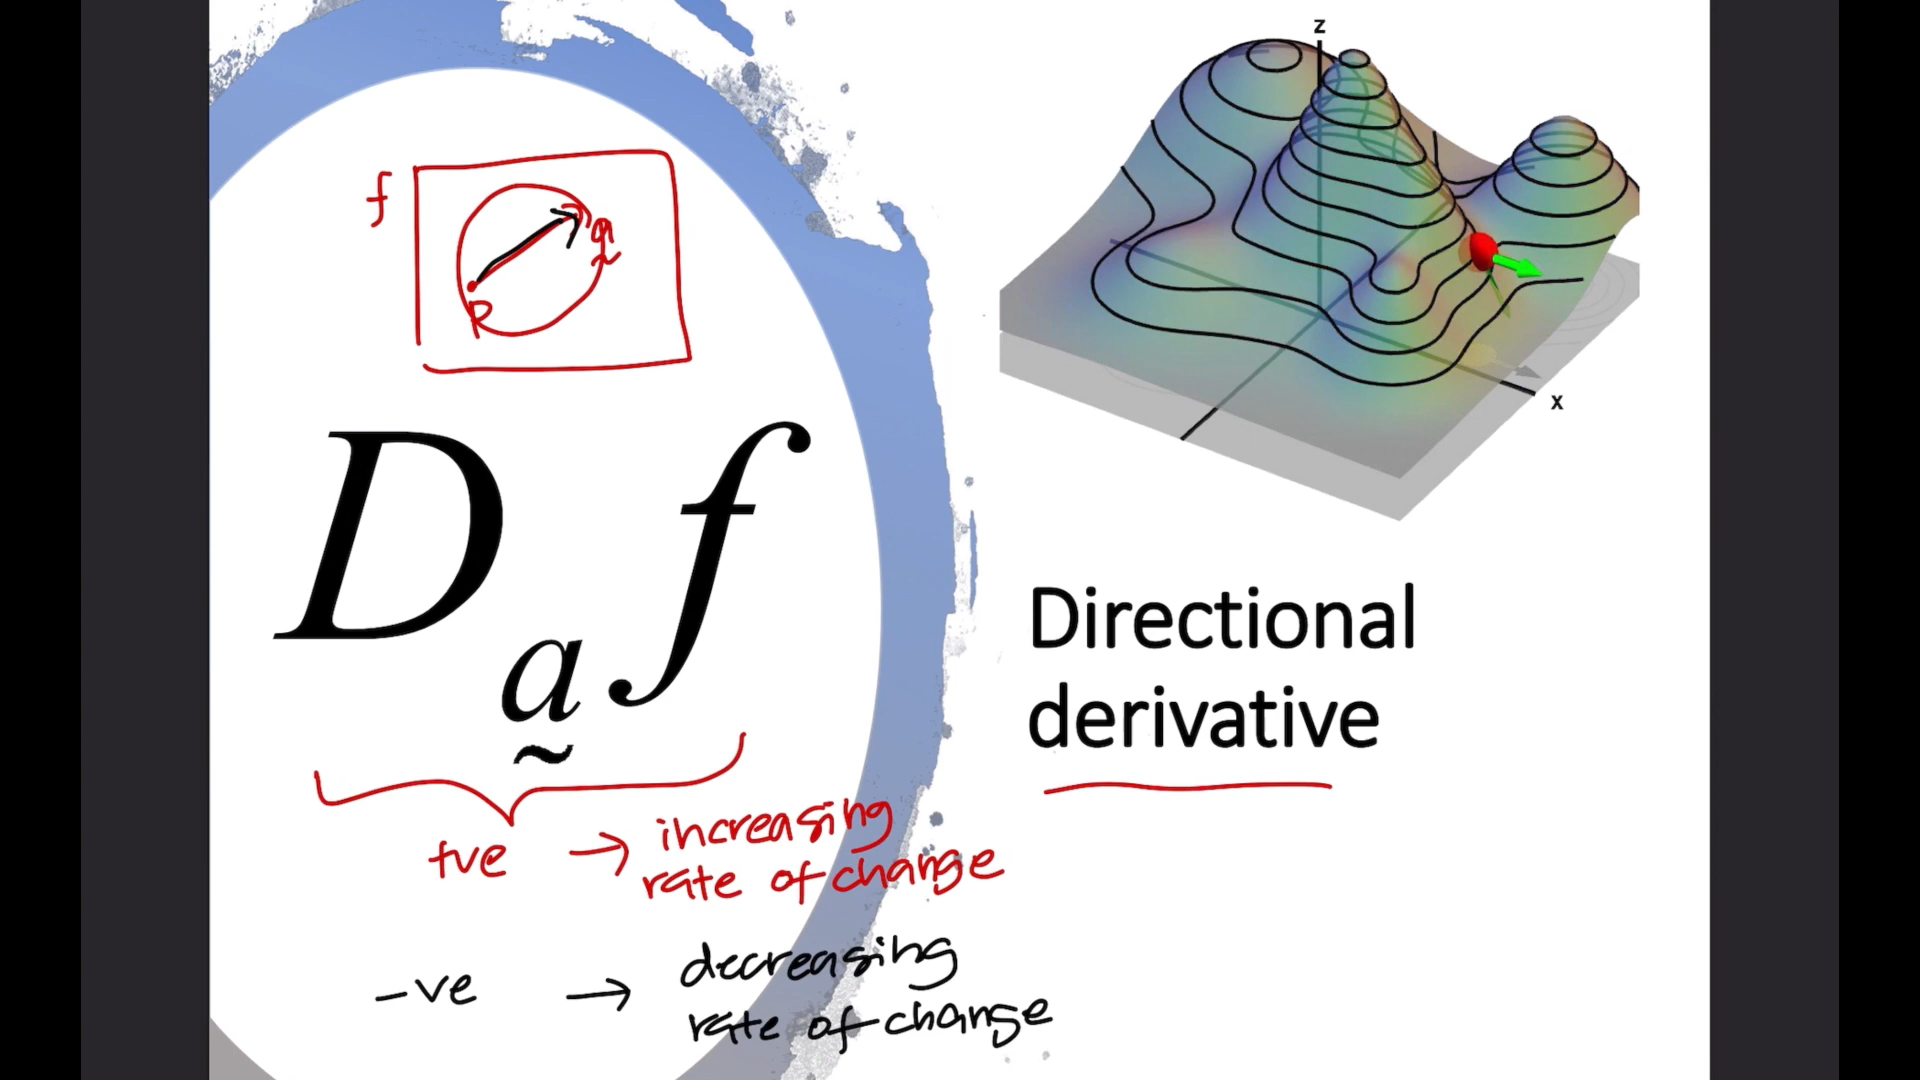 f
a
P
D a f
~
+ve → increasing
rate of change
-ve → decreasing
rate of change
z
x
Directional
derivative